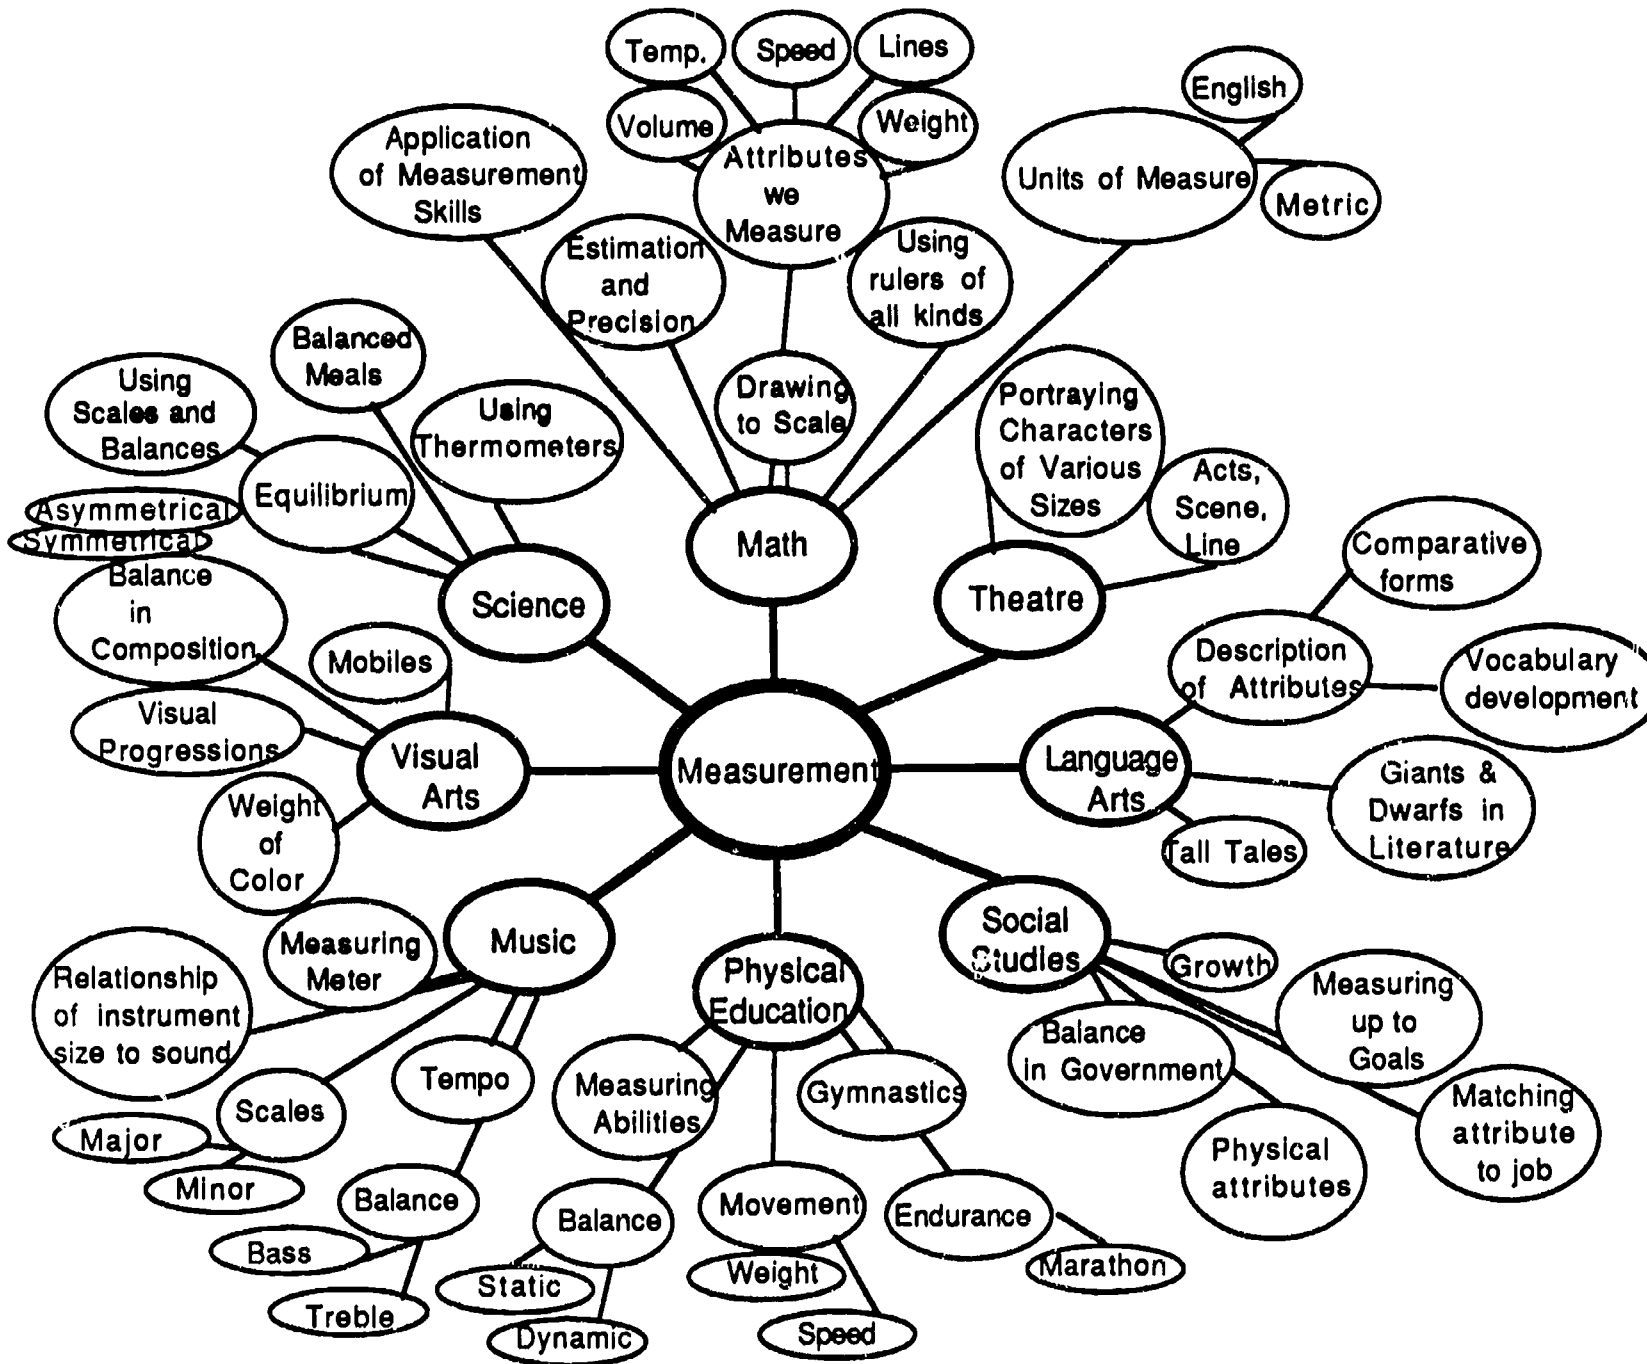 Temp.
Speed
Lines
English
Volume
Weight
Application
of Measurement
Skills
Attributes
we
Measure
Units of Measure
Metric
Estimation
and
Precision
Using
rulers of
all kinds
Balanced
Meals
Using
Scales and
Balances
Using
Thermometers
Drawing
to Scale
Portraying
Characters
of Various
Sizes
Acts,
Scene,
Line
Equilibrium
Asymmetrical
Symmetrical
Math
Comparative
forms
Balance
in
Composition
Science
Theatre
Mobiles
Description
of Attributes
Vocabulary
development
Visual
Progressions
Visual
Arts
Measurement
Language
Arts
Giants &
Dwarfs in
Literature
Weight
of
Color
Tall Tales
Measuring
Meter
Music
Social
Studies
Relationship
of instrument
size to sound
Physical
Education
Growth
Measuring
up to
Goals
Balance
in Government
Tempo
Measuring
Abilities
Gymnastics
Scales
Matching
attribute
to job
Major
Minor
Physical
attributes
Balance
Balance
Movement
Endurance
Bass
Static
Weight
Marathon
Treble
Dynamic
Speed